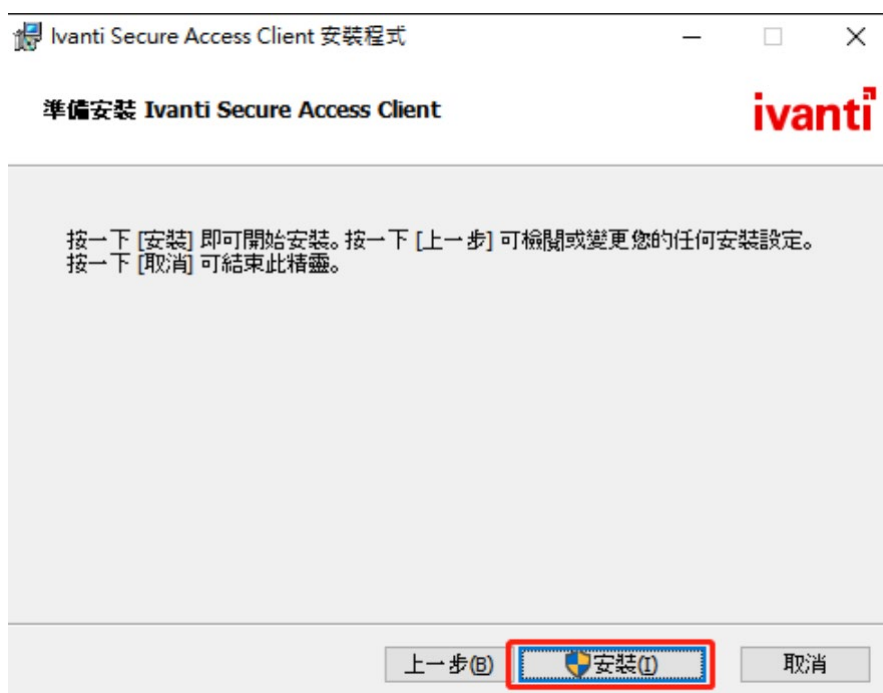 Ivanti Secure Access Client 安裝程式
準備安裝 Ivanti Secure Access Client
ivanti
按一下 [安裝] 即可開始安裝。按一下 [上一步] 可檢閱或變更您的任何安裝設定。
按一下 [取消] 可結束此精靈。
上一步(B) 安裝(I) 取消